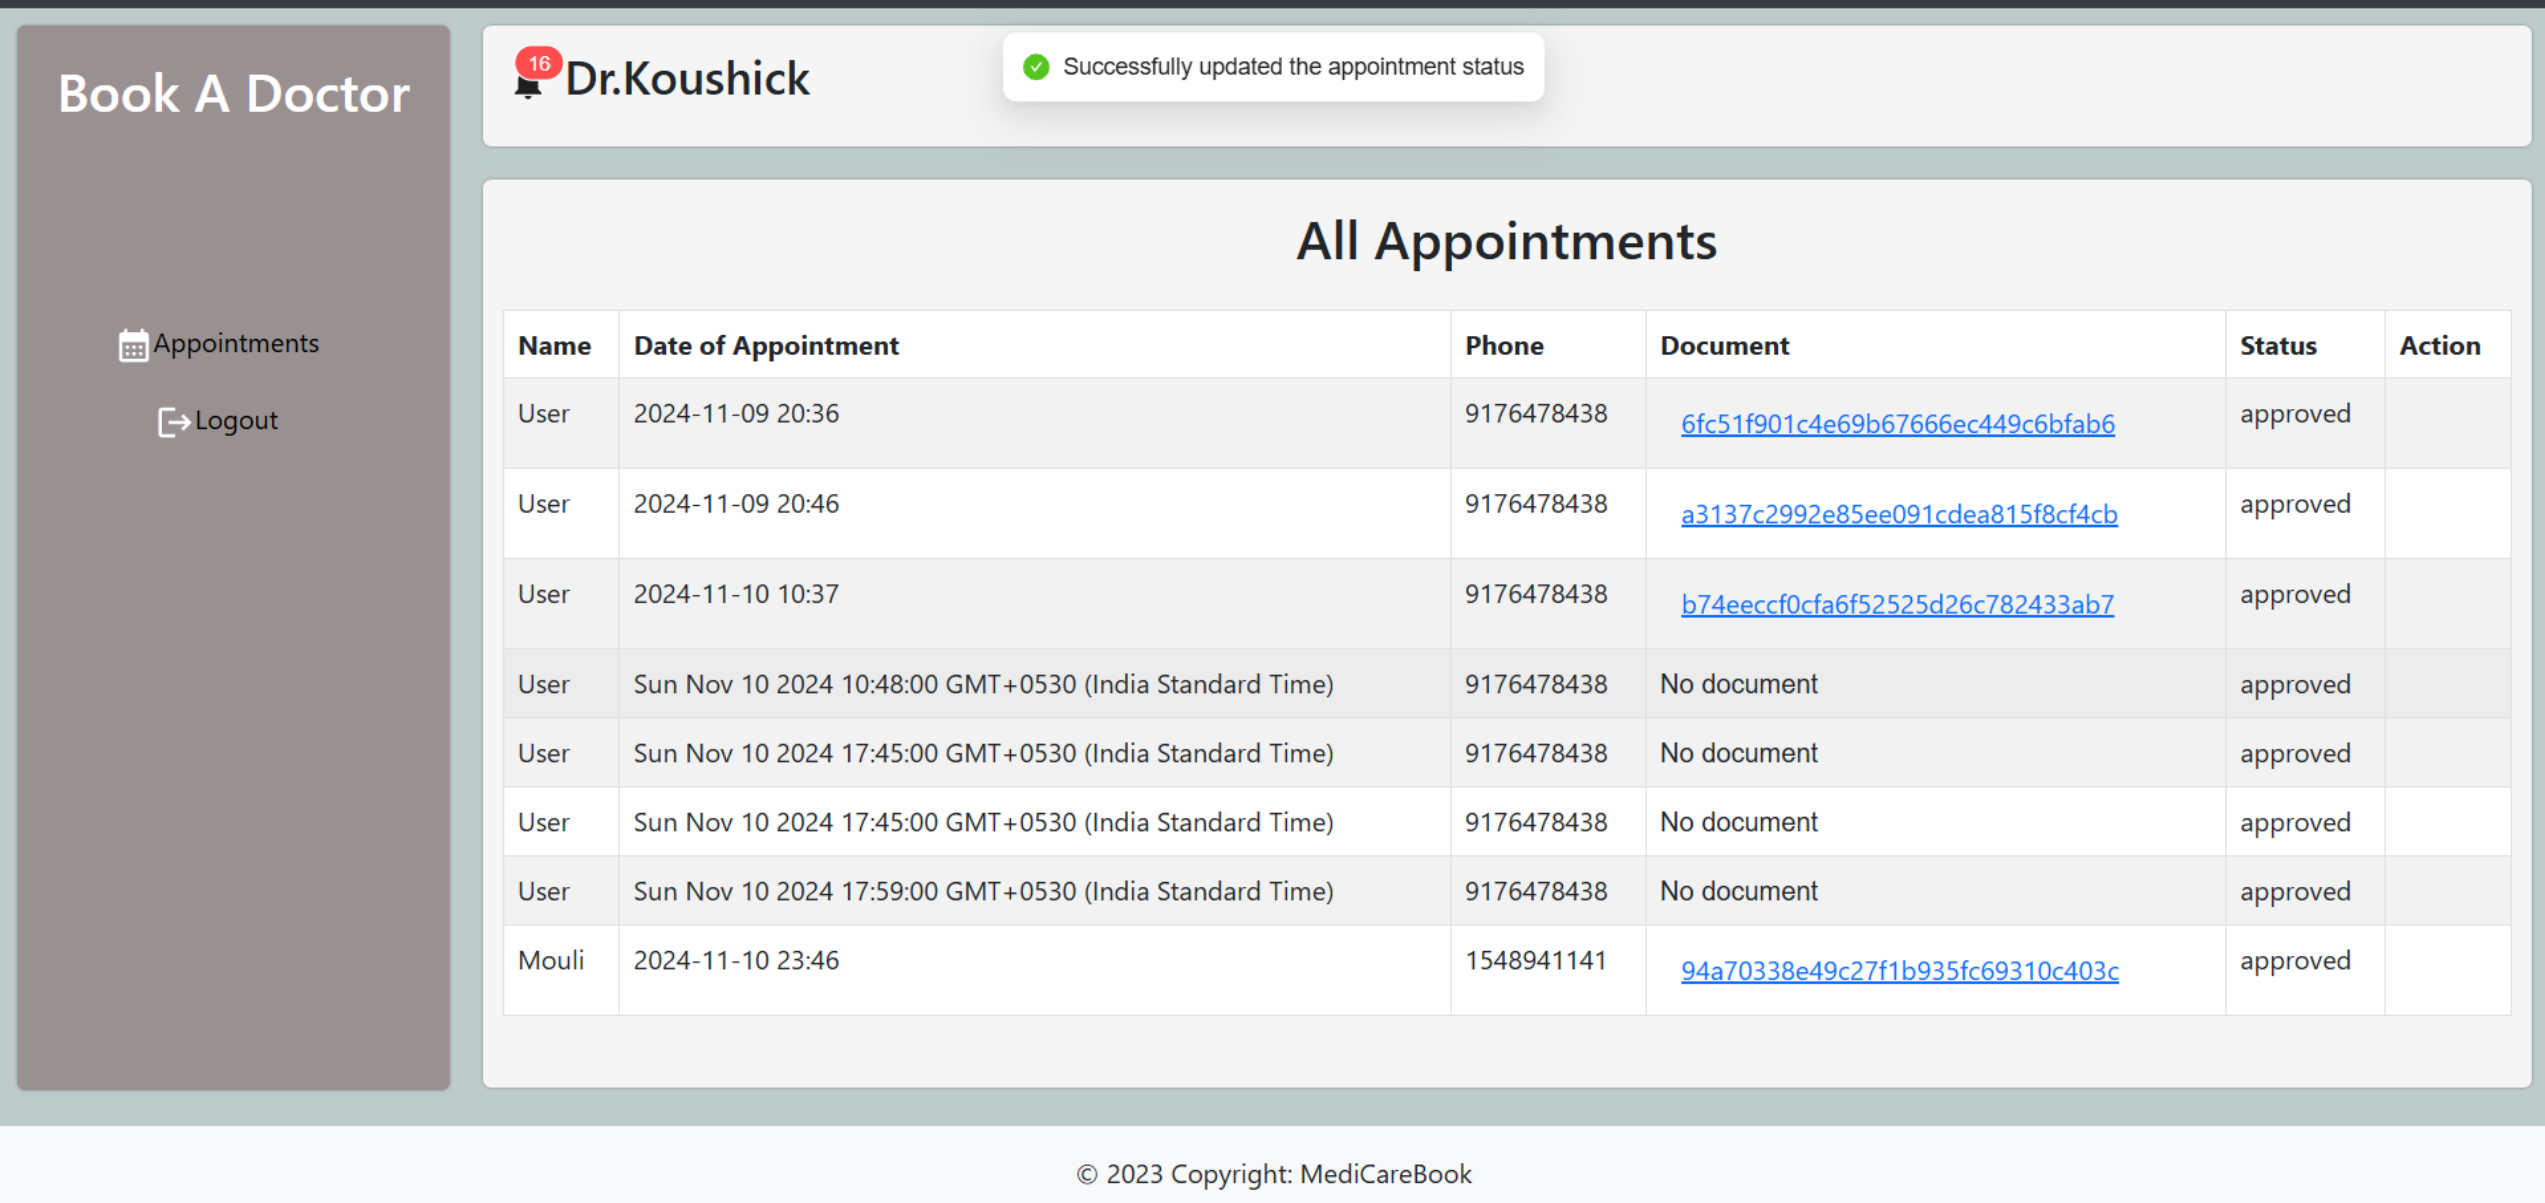 Book A Doctor
Appointments
Logout
16
Dr.Koushick
Successfully updated the appointment status
All Appointments
Name Date of Appointment Phone Document Status Action
User 2024-11-09 20:36 9176478438 6fc51f901c4e69b67666ec449c6bfab6 approved
User 2024-11-09 20:46 9176478438 a3137c2992e85ee091cdea815f8cf4cb approved
User 2024-11-10 10:37 9176478438 b74eeccf0cfa6f52525d26c782433ab7 approved
User Sun Nov 10 2024 10:48:00 GMT+0530 (India Standard Time) 9176478438 No document approved
User Sun Nov 10 2024 17:45:00 GMT+0530 (India Standard Time) 9176478438 No document approved
User Sun Nov 10 2024 17:45:00 GMT+0530 (India Standard Time) 9176478438 No document approved
User Sun Nov 10 2024 17:59:00 GMT+0530 (India Standard Time) 9176478438 No document approved
Mouli 2024-11-10 23:46 1548941141 94a70338e49c27f1b935fc69310c403c approved
© 2023 Copyright: MediCareBook